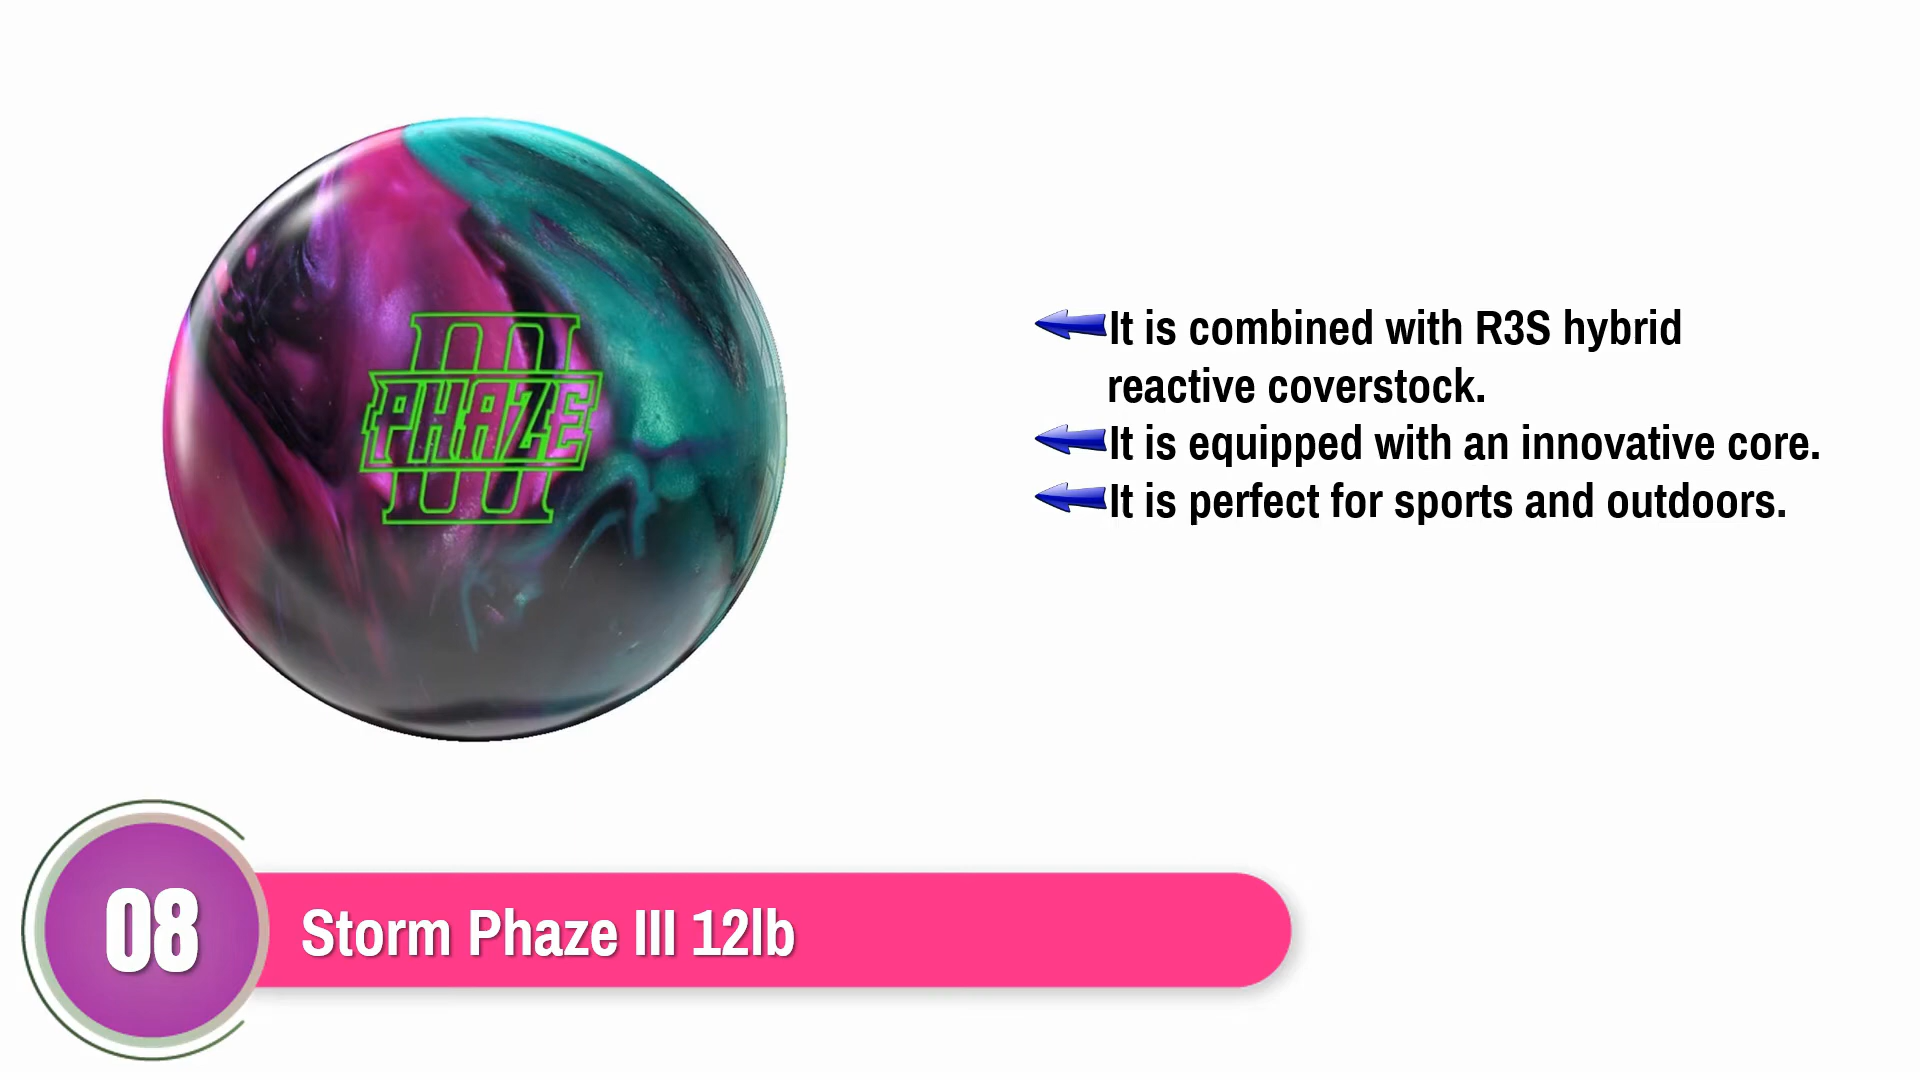 III
PHAZE
It is combined with R3S hybrid
reactive coverstock.
It is equipped with an innovative core.
It is perfect for sports and outdoors.
08
Storm Phaze III 12lb